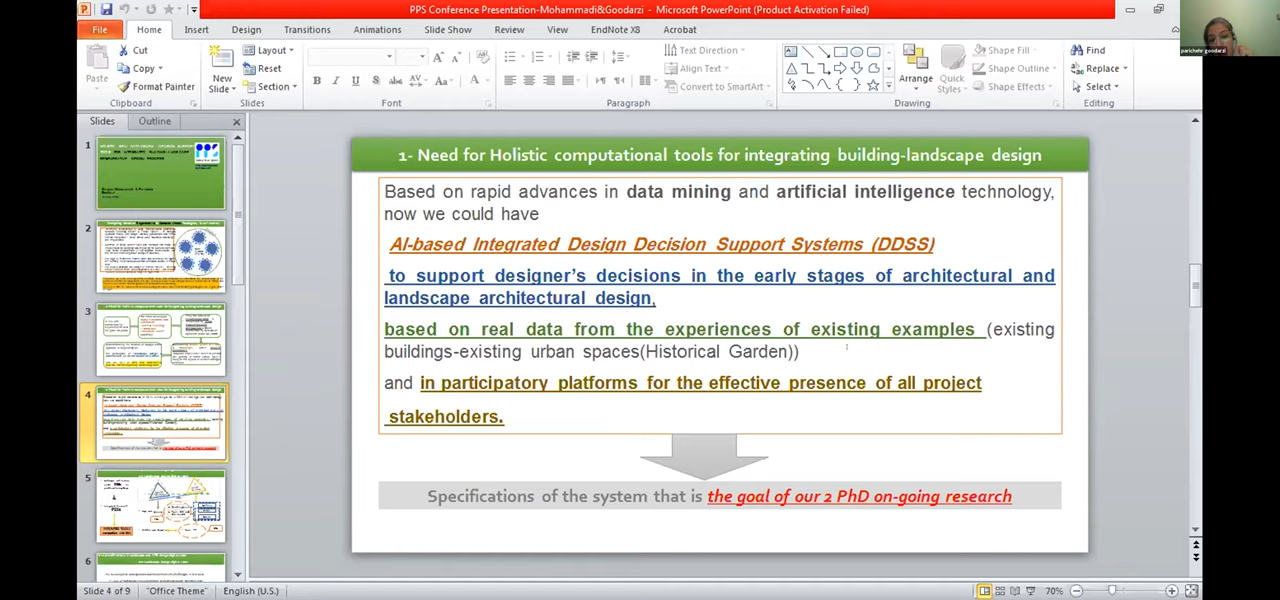 PPS Conference Presentation-Mohammadi&Goodarzi - Microsoft PowerPoint (Product Activation Failed)
File Home Insert Design Transitions Animations Slide Show Review View EndNote X8 Acrobat
parichehr goodarzi
Cut
Copy
Format Painter
Paste
Clipboard
New Slide
Layout
Reset
Section
Slides
Font
Paragraph
Text Direction
Align Text
Convert to SmartArt
Arrange
Quick Styles
Shape Fill
Shape Outline
Shape Effects
Drawing
Find
Replace
Select
Editing
Slides Outline
1
2
3
4
5
6
1- Need for Holistic computational tools for integrating building-landscape design
Based on rapid advances in data mining and artificial intelligence technology,
now we could have
AI-based Integrated Design Decision Support Systems (DDSS)
to support designer's decisions in the early stages of architectural and
landscape architectural design,
based on real data from the experiences of existing examples (existing
buildings-existing urban spaces(Historical Garden))
and in participatory platforms for the effective presence of all project
stakeholders.
Specifications of the system that is the goal of our 2 PhD on-going research
Slide 4 of 9 "Office Theme" English (U.S.) 70%